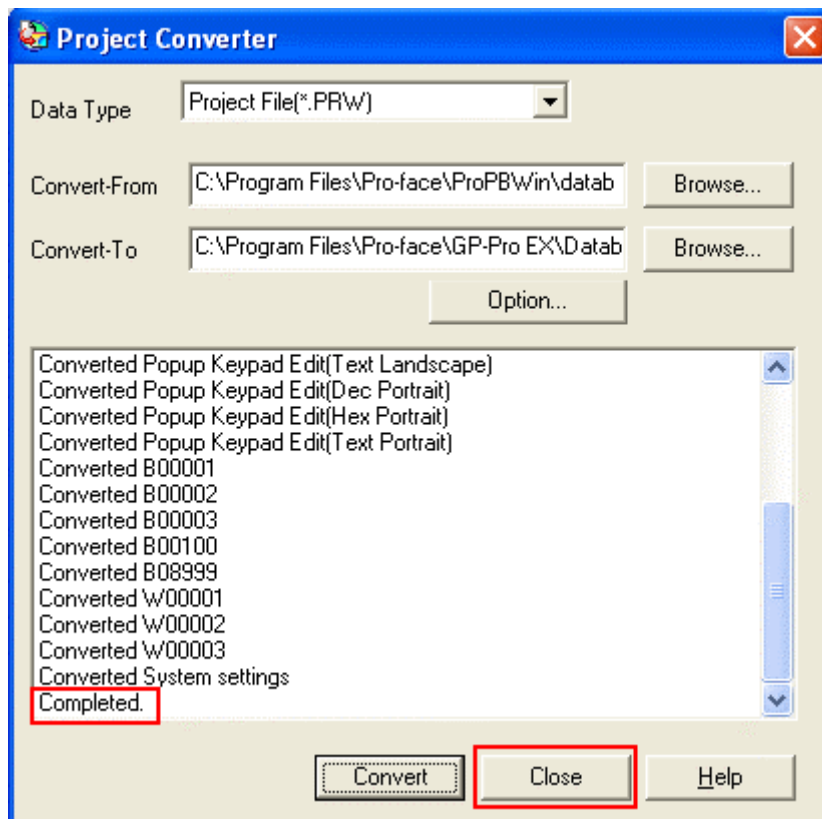 Project Converter
Data Type
Project File(*.PRW)
Convert-From
C:\Program Files\Pro-face\ProPBWin\datab
Browse...
Convert-To
C:\Program Files\Pro-face\GP-Pro EX\Datab
Browse...
Option...
Converted Popup Keypad Edit(Text Landscape)
Converted Popup Keypad Edit(Dec Portrait)
Converted Popup Keypad Edit(Hex Portrait)
Converted Popup Keypad Edit(Text Portrait)
Converted B00001
Converted B00002
Converted B00003
Converted B00100
Converted B08999
Converted W00001
Converted W00002
Converted W00003
Converted System settings
Completed.
Convert
Close
Help